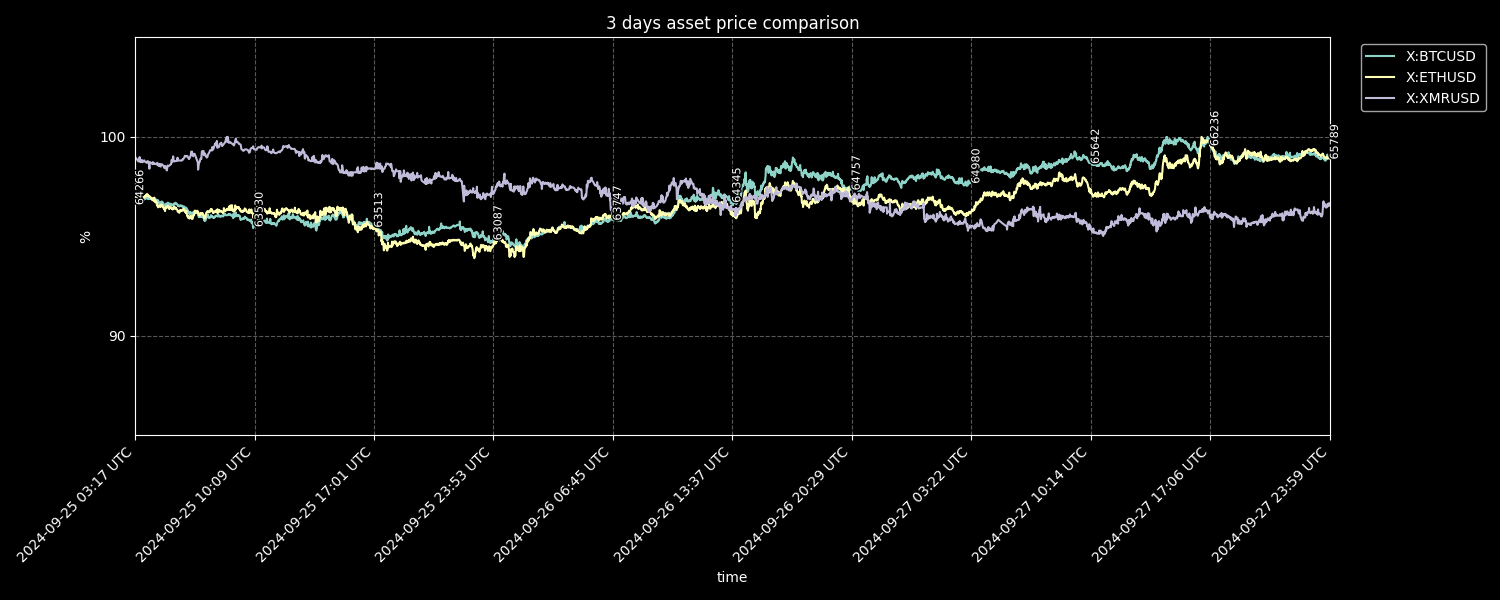 3 days asset price comparison
X:BTCUSD
X:ETHUSD
X:XMRUSD
100
90
%
64266
63530
63513
63087
63747
64345
64757
64980
65642
66236
65789
2024-09-25 03:17 UTC
2024-09-25 10:09 UTC
2024-09-25 17:01 UTC
2024-09-25 23:53 UTC
2024-09-26 06:45 UTC
2024-09-26 13:37 UTC
2024-09-26 20:29 UTC
2024-09-27 03:22 UTC
2024-09-27 10:14 UTC
2024-09-27 17:06 UTC
2024-09-27 23:59 UTC
time